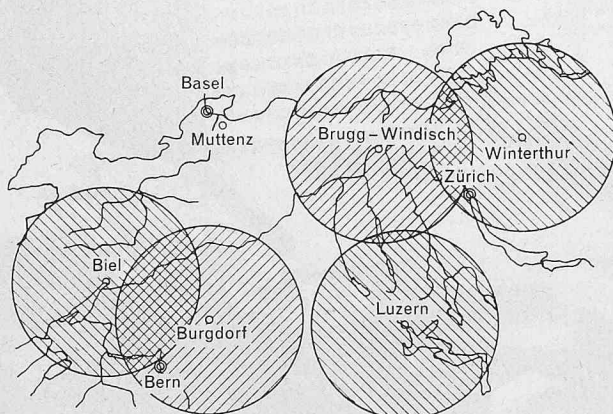 Basel
Muttenz
Brugg–Windisch
Winterthur
Zürich
Biel
Luzern
Burgdorf
Bern